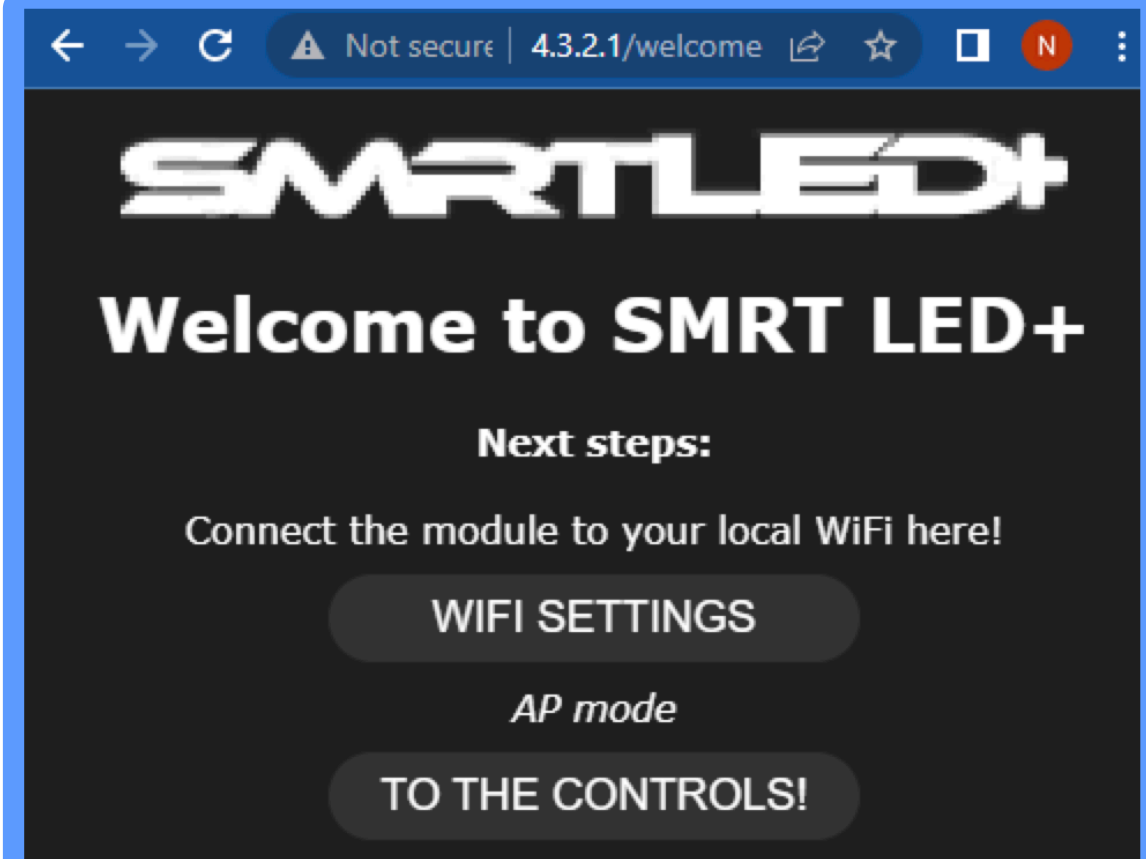 Not secure | 4.3.2.1/welcome N
SMRTLED+
Welcome to SMRT LED+
Next steps:
Connect the module to your local WiFi here!
WIFI SETTINGS
AP mode
TO THE CONTROLS!